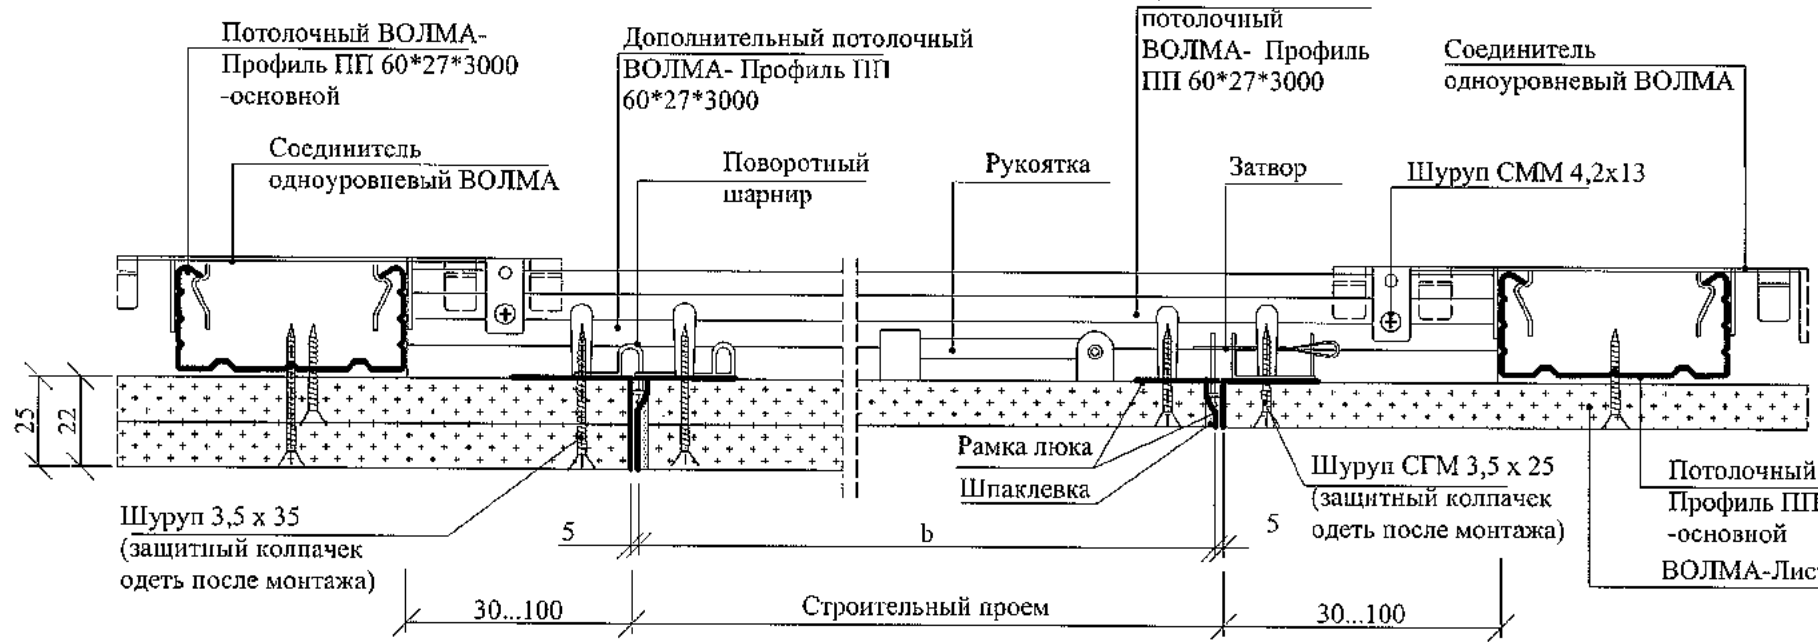 Потолочный ВОЛМА-
Профиль ПП 60*27*3000
-основной
Дополнительный потолочный
ВОЛМА- Профиль ПП
60*27*3000
потолочный
ВОЛМА- Профиль
ПП 60*27*3000
Соединитель
одноуровневый ВОЛМА
Соединитель
одноуровневый ВОЛМА
Поворотный
шарнир
Рукоятка
Затвор
Шуруп СММ 4,2х13
25
22
Рамка люка
Шпаклевка
Шуруп СГМ 3,5 х 25
(защитный колпачек
одеть после монтажа)
Потолочный
Профиль ПП
-основной
ВОЛМА-Лис
Шуруп 3,5 х 35
(защитный колпачек
одеть после монтажа)
5
b
5
30...100
Строительный проем
30...100